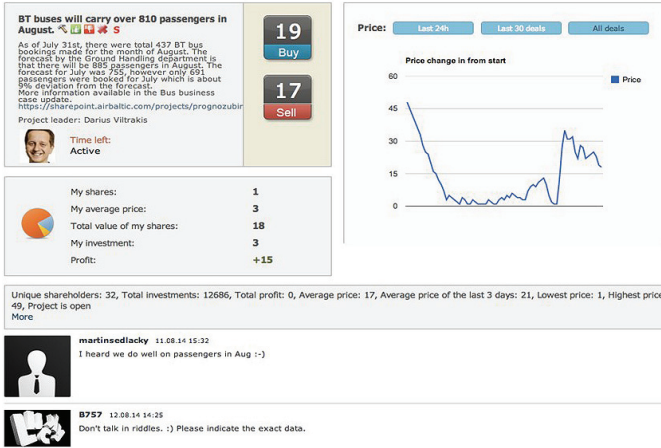 BT buses will carry over 810 passengers in
August. S
As of July 31st, there were total 437 BT bus
bookings made for the month of August. The
forecast by the Ground Handling department is
that there will be 885 passengers in August. The
forecast for July was 755, however only 691
passengers were booked for July which is about
9% deviation from the forecast.
More information available in the Bus business
case update.
https://sharepoint.airbaltic.com/projects/prognozubir
Project leader: Darius Viltrakis
Time left:
Active
19
Buy
17
Sell
My shares: 1
My average price: 3
Total value of my shares: 18
My investment: 3
Profit: +15
Price: Last 24h Last 30 deals All deals
Price change in from start
60
45
30
15
0
Price
Unique shareholders: 32, Total investments: 12686, Total profit: 0, Average price: 17, Average price of the last 3 days: 21, Lowest price: 1, Highest price
49, Project is open
More
martinsedlacky 11.08.14 15:32
I heard we do well on passengers in Aug :-)
B757 12.08.14 14:25
Don't talk in riddles. :) Please indicate the exact data.